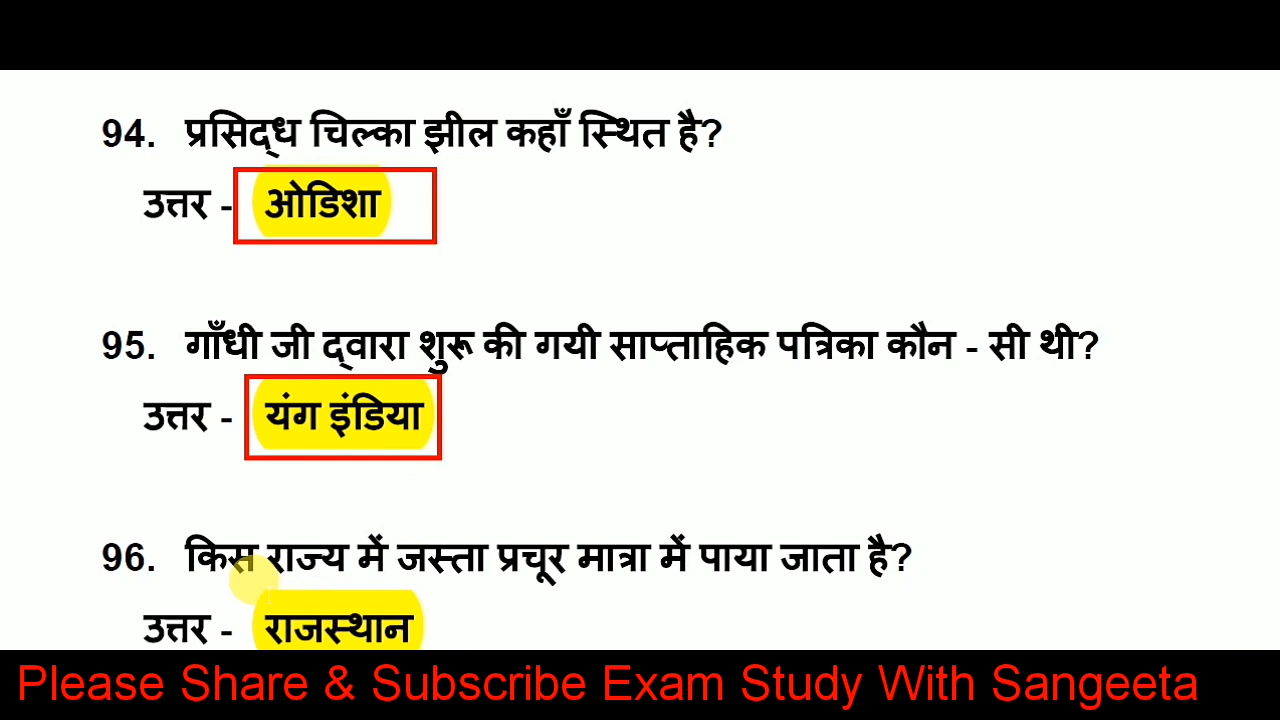 94. प्रसिद्ध चिल्का झील कहाँ स्थित है?
उत्तर - ओडिशा
95. गाँधी जी द्वारा शुरू की गयी साप्ताहिक पत्रिका कौन - सी थी?
उत्तर - यंग इंडिया
96. किस राज्य में जस्ता प्रचूर मात्रा में पाया जाता है?
उत्तर - राजस्थान
Please Share & Subscribe Exam Study With Sangeeta